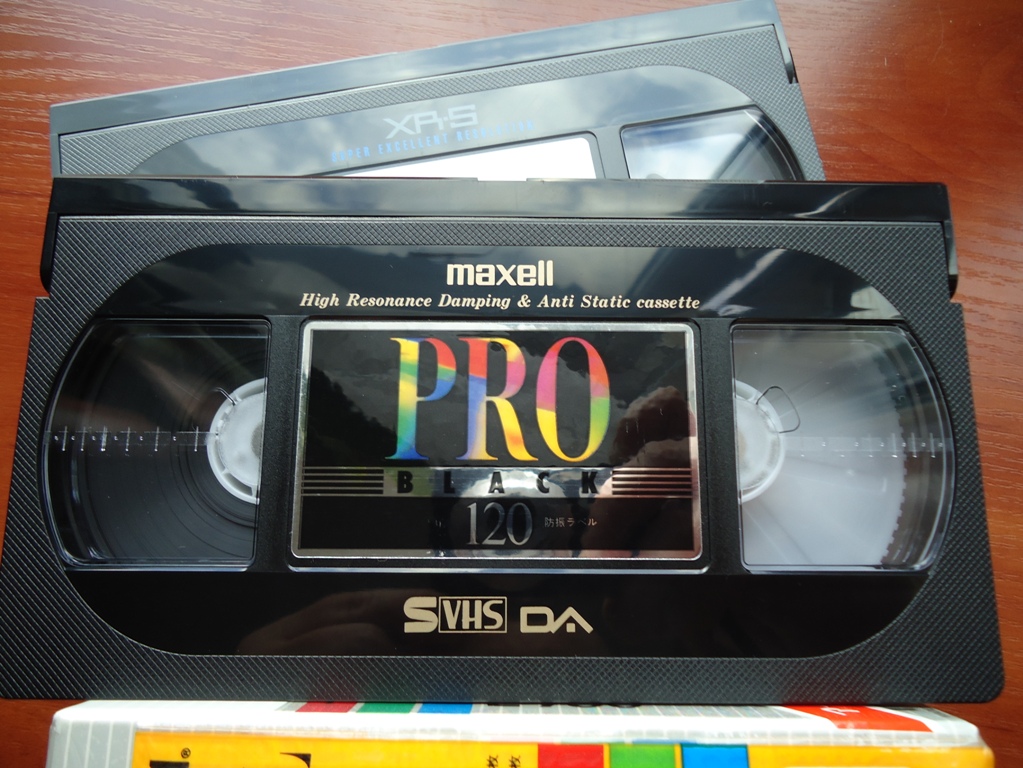 XR-S
SUPER EXCELLENT RESOLUTION
maxell
High Resonance Damping & Anti Static cassette
PRO
BLACK
120 防振ラベル
SVHS DA